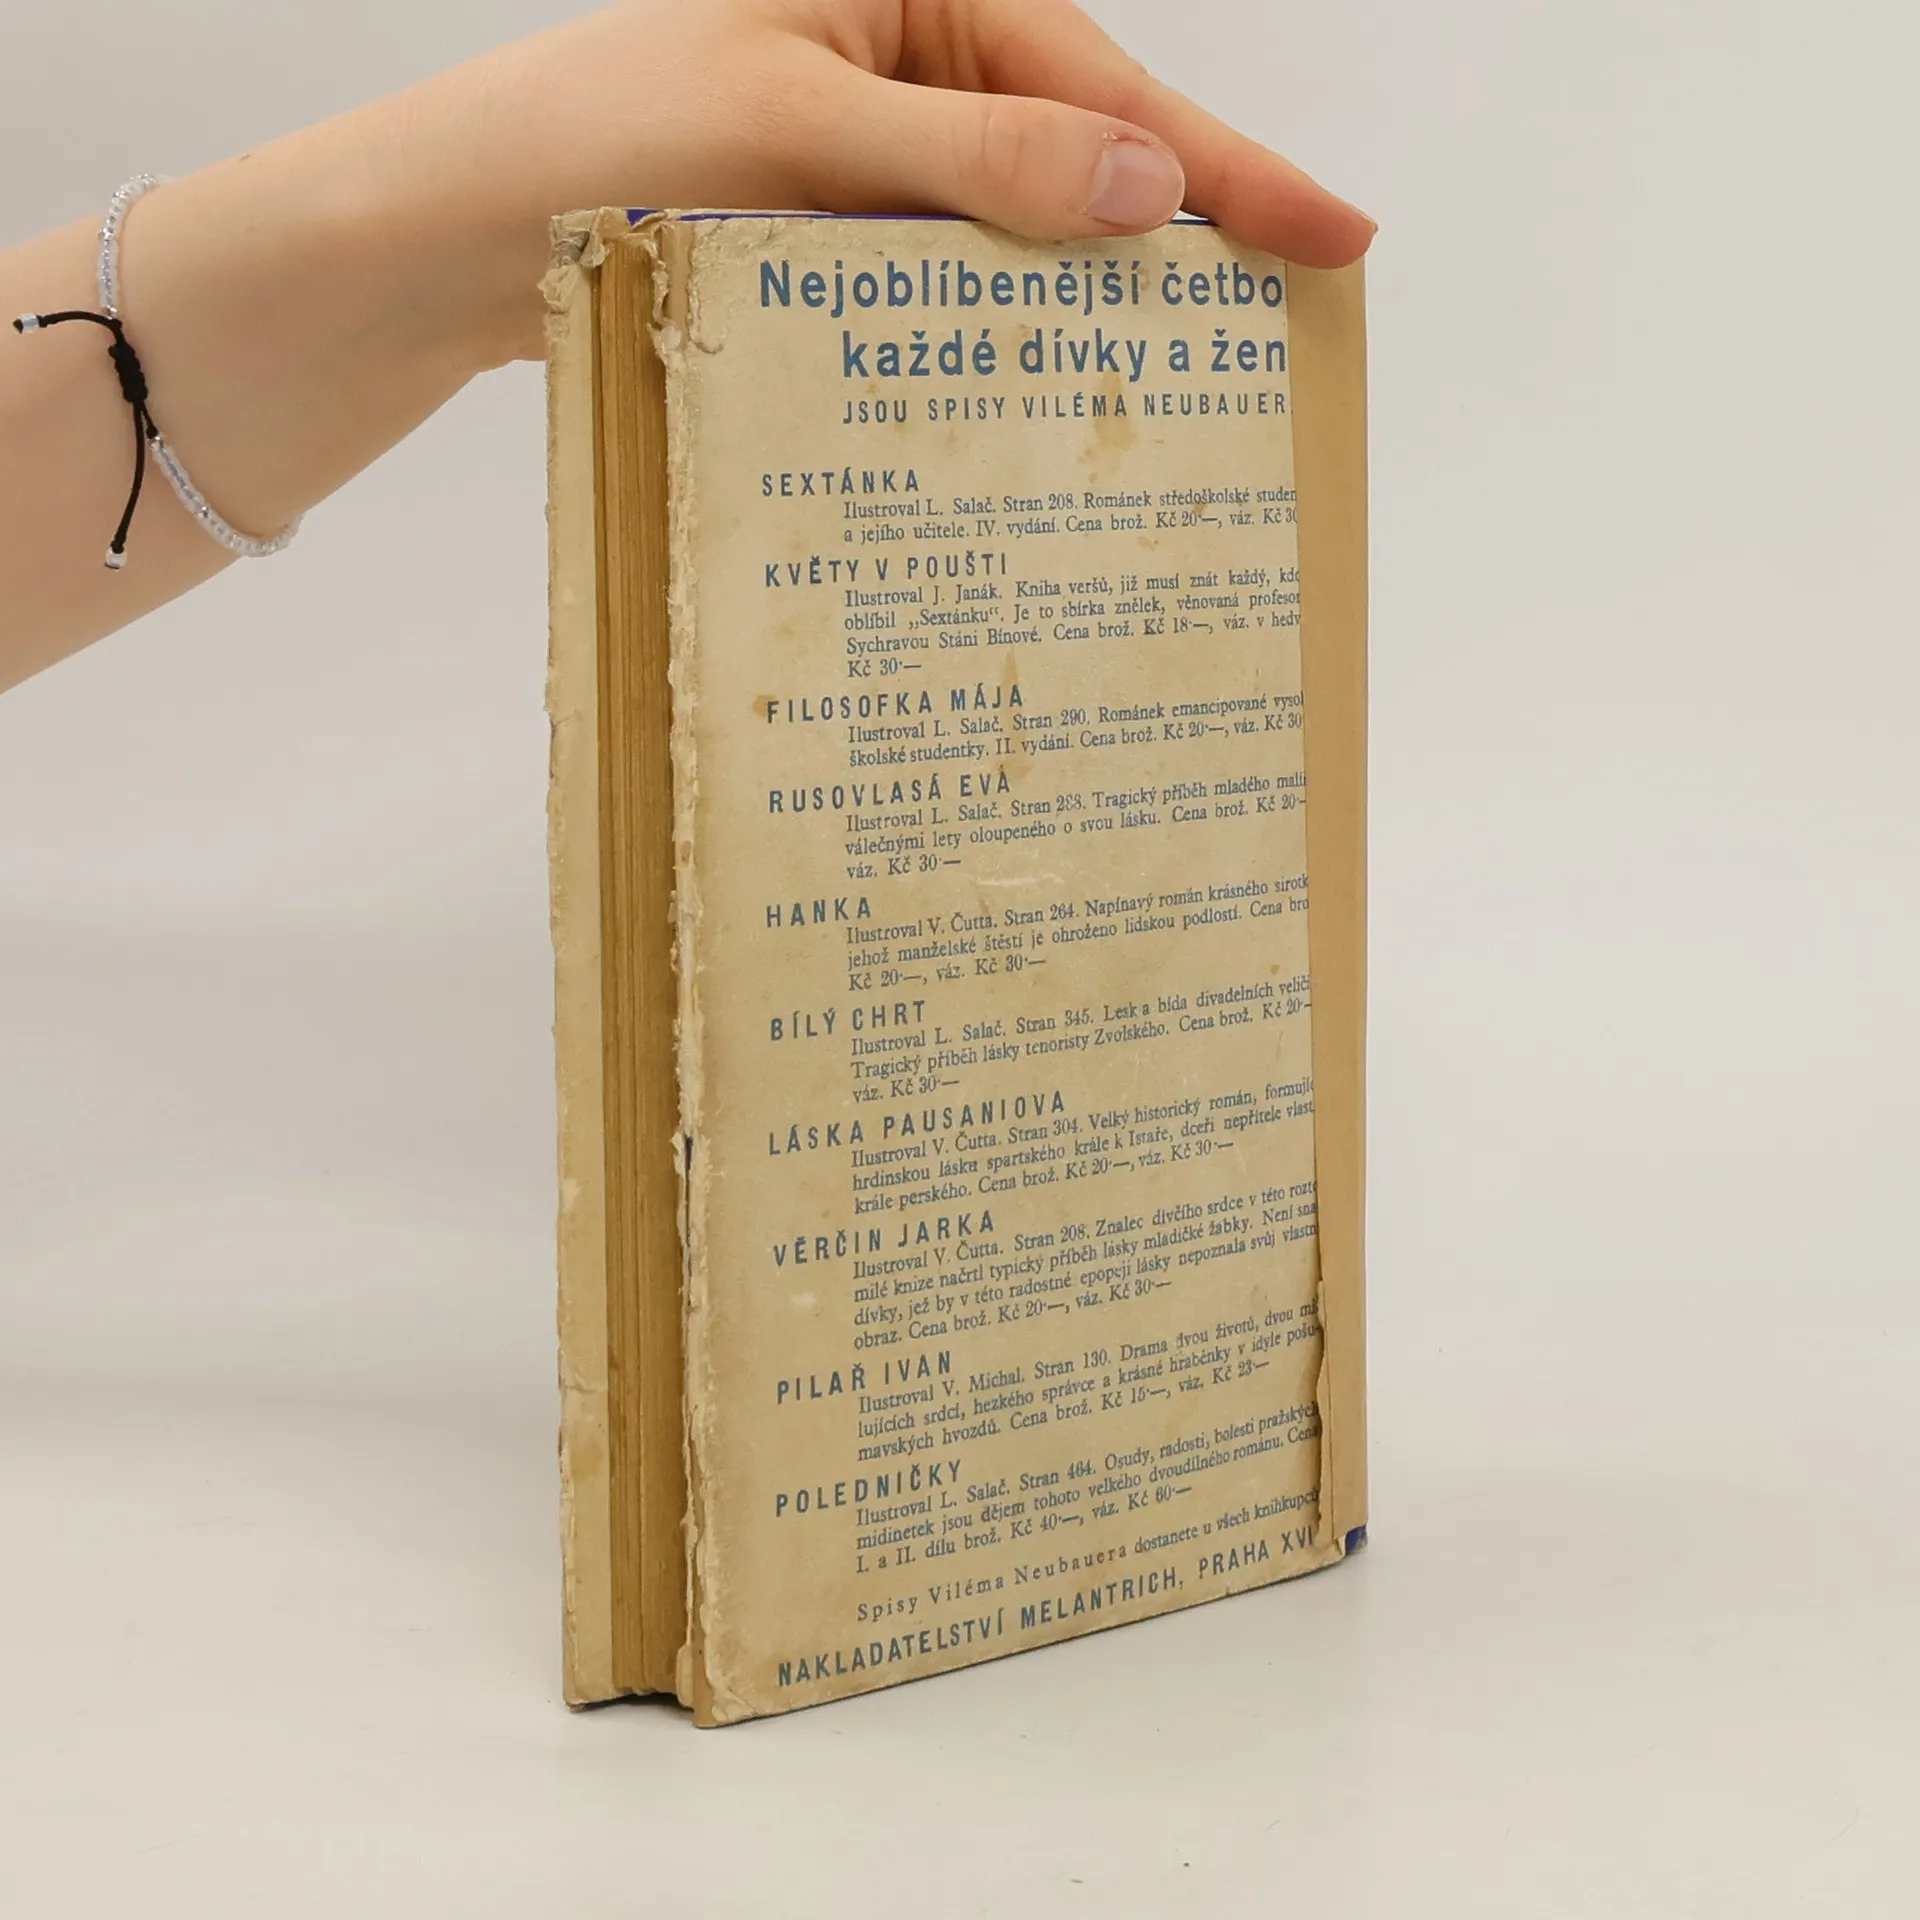 Nejoblíbenější četbo
každé dívky a žen
JSOU SPISY VILÉMA NEUBAUER
SEXTÁNKA
Ilustroval L. Salač. Stran 208. Románek středoškolské studen
a jejího učitele. IV. vydání. Cena brož. Kč 20·—, váz. Kč 30
KVĚTY V POUŠTI
Ilustroval J. Janák. Kniha veršů, již musí znát každý, kdo
oblíbil „Sextánku“. Je to sbírka znělek, věnovaná profesor
Sychravou Stáni Bínové. Cena brož. Kč 18·—, váz. v hedv
Kč 30·—
FILOSOFKA MÁJA
Ilustroval L. Salač. Stran 290. Románek emancipované vysok
školské studentky. II. vydání. Cena brož. Kč 20·—, váz. Kč 30
RUSOVLASÁ EVA
Ilustroval L. Salač. Stran 288. Tragický příběh mladého malíř
válečnými lety oloupeného o svou lásku. Cena brož. Kč 20·—
váz. Kč 30·—
HANKA
Ilustroval V. Čutta. Stran 264. Napínavý román krásného sirotk
jehož manželské štěstí je ohroženo lidskou podlostí. Cena bro
Kč 20·—, váz. Kč 30·—
BÍLÝ CHRT
Ilustroval L. Salač. Stran 345. Lesk a bída divadelních veliči
Tragický příběh lásky tenoristy Zvolského. Cena brož. Kč 20·—
váz. Kč 30·—
LÁSKA PAUSANIOVA
Ilustroval V. Čutta. Stran 304. Velký historický román, formujíc
hrdinskou lásku spartského krále k Istaře, dceři nepřítele vlast
krále perského. Cena brož. Kč 20·—, váz. Kč 30·—
VĚRČIN JARKA
Ilustroval V. Čutta. Stran 208. Znalec dívčího srdce v této rozto
milé knize načrtl typický příběh lásky mladičké žabky. Není sna
dívky, jež by v této radostné epopeji lásky nepoznala svůj vlastn
obraz. Cena brož. Kč 20·—, váz. Kč 30·—
PILAŘ IVAN
Ilustroval V. Michal. Stran 130. Drama dvou životů, dvou mi
lujících srdcí, hezkého správce a krásné hraběnky v idyle pošu-
mavských hvozdů. Cena brož. Kč 15·—, váz. Kč 23·—
POLEDNIČKY
Ilustroval L. Salač. Stran 464. Osudy, radosti, bolesti pražských
midinetek jsou dějem tohoto velkého dvoudílného románu. Cena
I. a II. dílu brož. Kč 40·—, váz. Kč 60·—
Spisy Viléma Neubauera dostanete u všech knihkupců
NAKLADATELSTVÍ MELANTRICH, PRAHA XVI